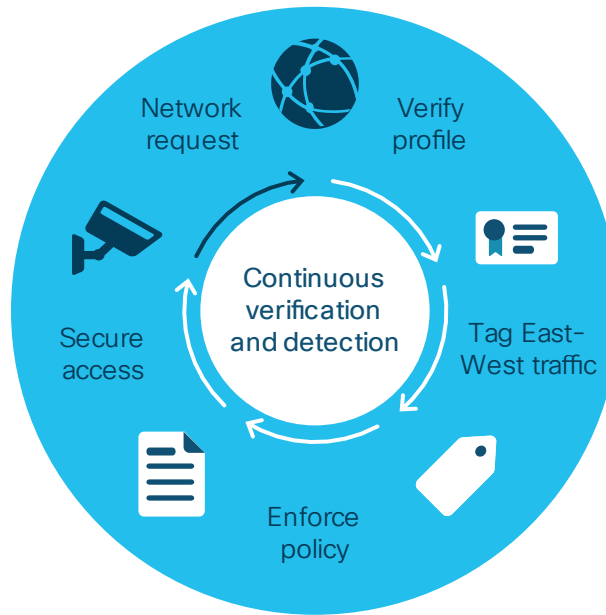 Network
request
Verify
profile
Continuous
verification
and detection
Tag East-
West traffic
Secure
access
Enforce
policy